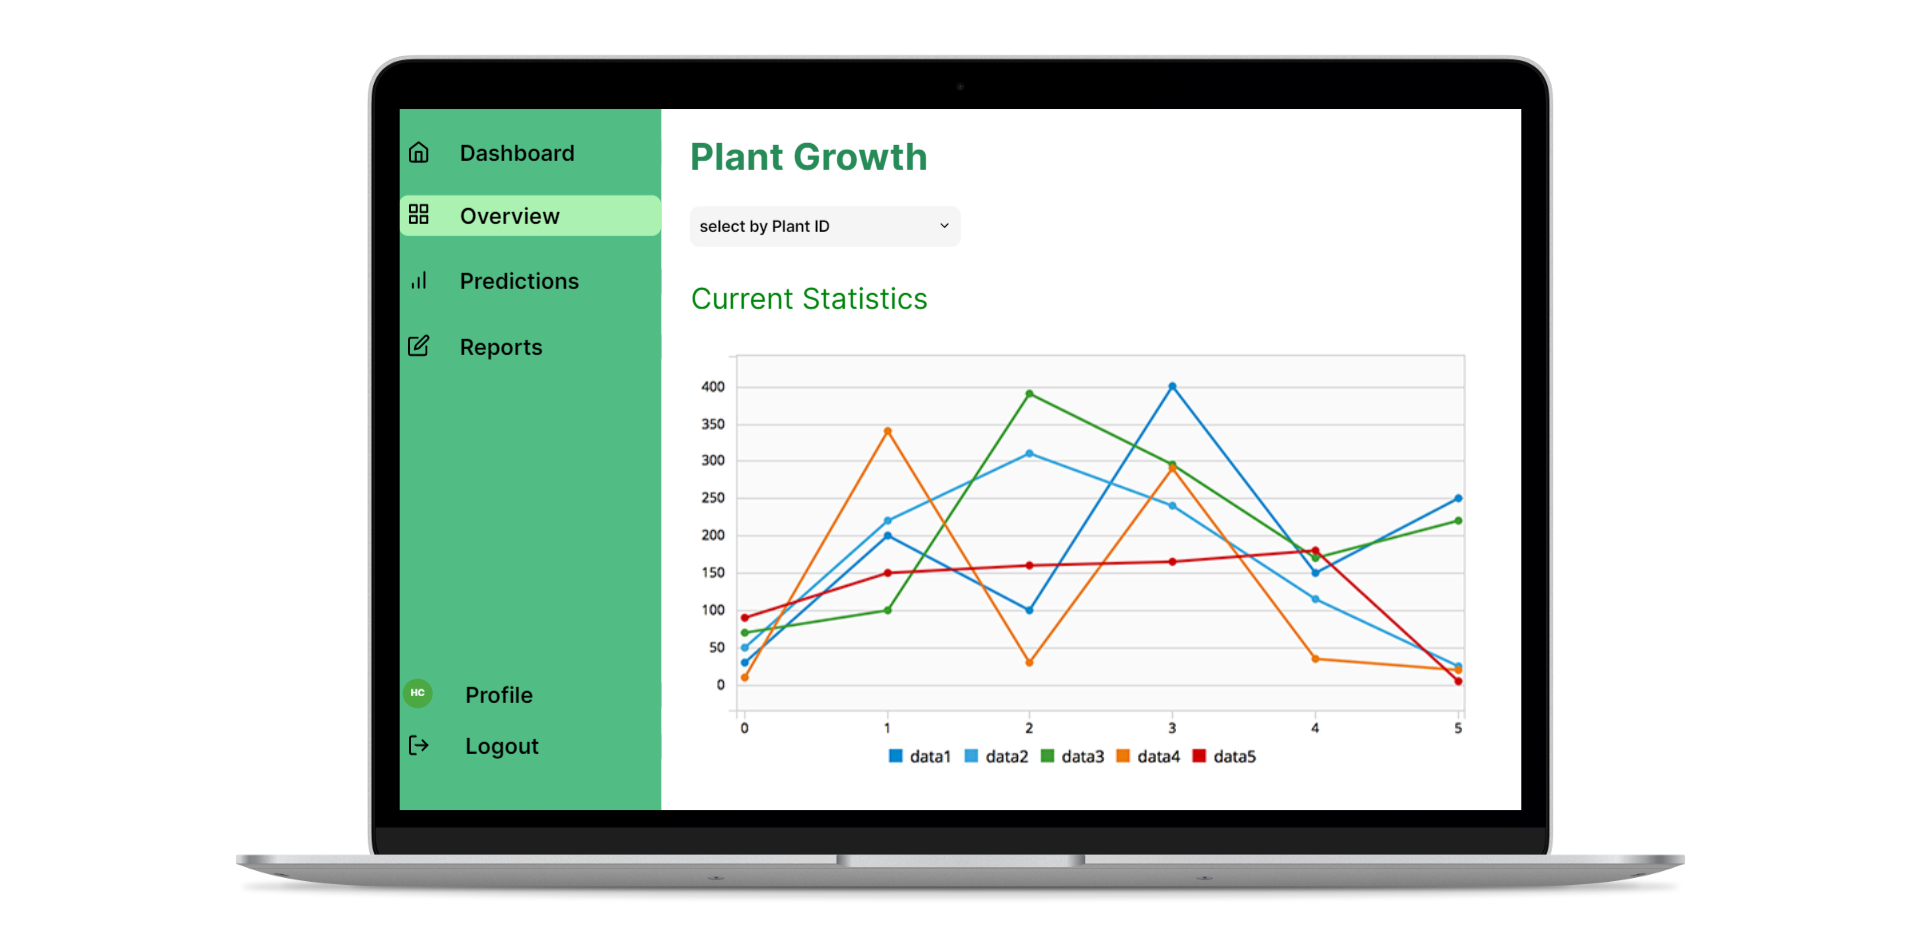 Dashboard
Overview
Predictions
Reports
HC Profile
Logout
Plant Growth
select by Plant ID
Current Statistics
400
350
300
250
200
150
100
50
0
0 1 2 3 4 5
data1 data2 data3 data4 data5